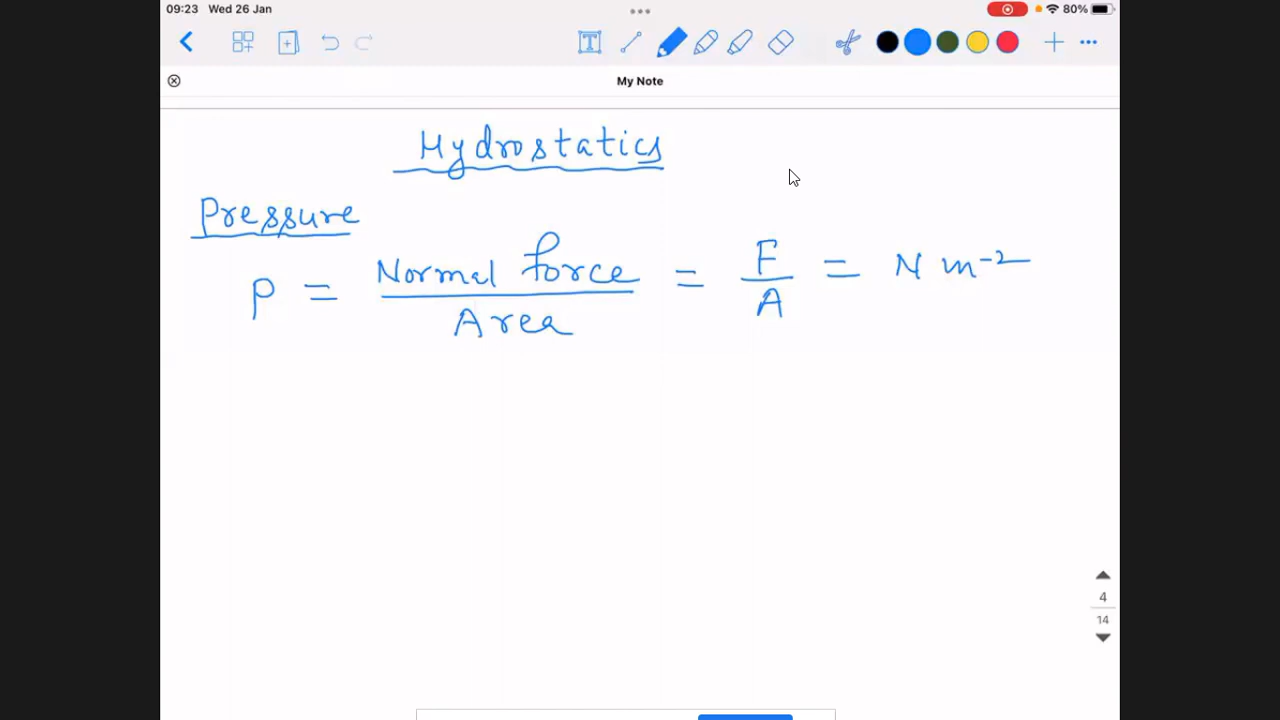 09:23 Wed 26 Jan
80%
T
My Note
Hydrostatics
Pressure
P = Normal force / Area = F / A = N m⁻²
4
14